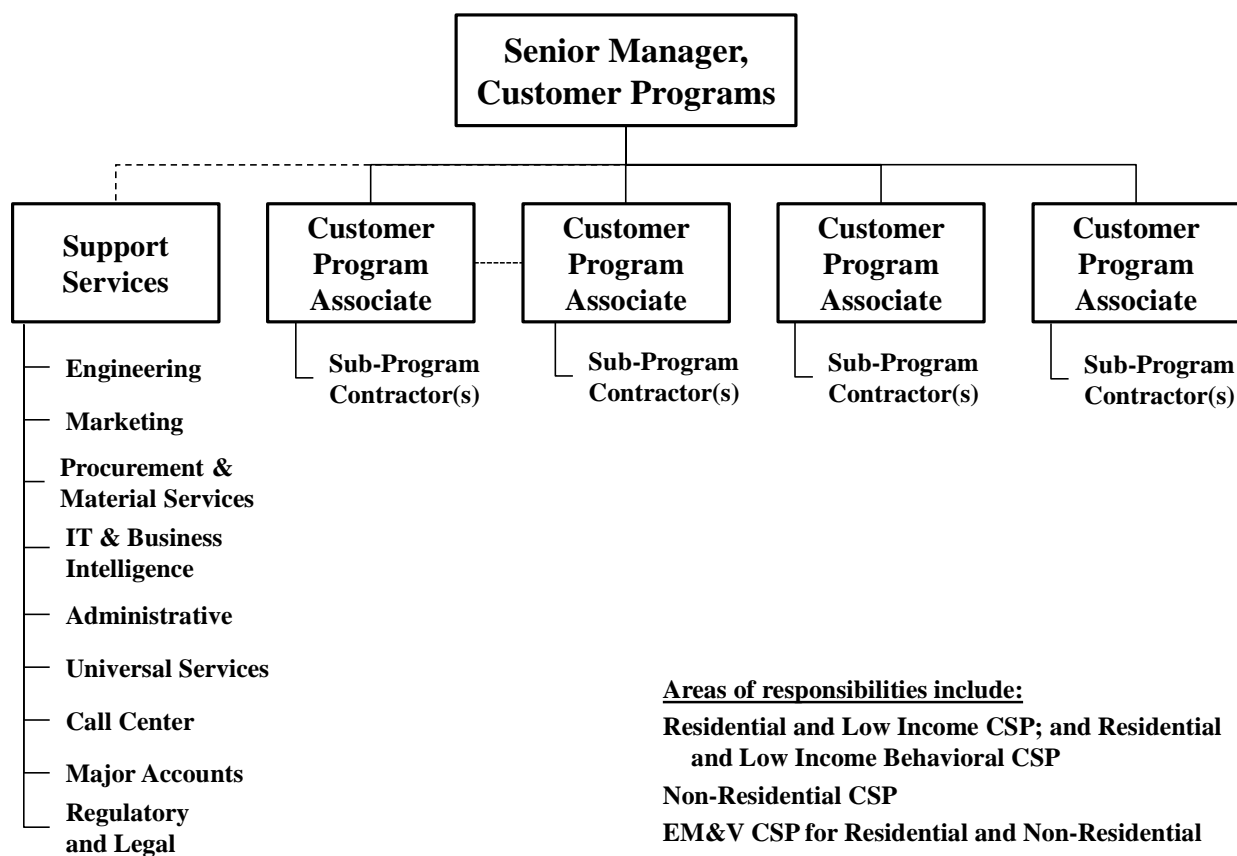 Senior Manager,
Customer Programs
Support
Services
Customer
Program
Associate
Customer
Program
Associate
Customer
Program
Associate
Customer
Program
Associate
Engineering
Marketing
Procurement &
Material Services
IT & Business
Intelligence
Administrative
Universal Services
Call Center
Major Accounts
Regulatory
and Legal
Sub-Program
Contractor(s)
Sub-Program
Contractor(s)
Sub-Program
Contractor(s)
Sub-Program
Contractor(s)
Areas of responsibilities include:
Residential and Low Income CSP; and Residential
and Low Income Behavioral CSP
Non-Residential CSP
EM&V CSP for Residential and Non-Residential